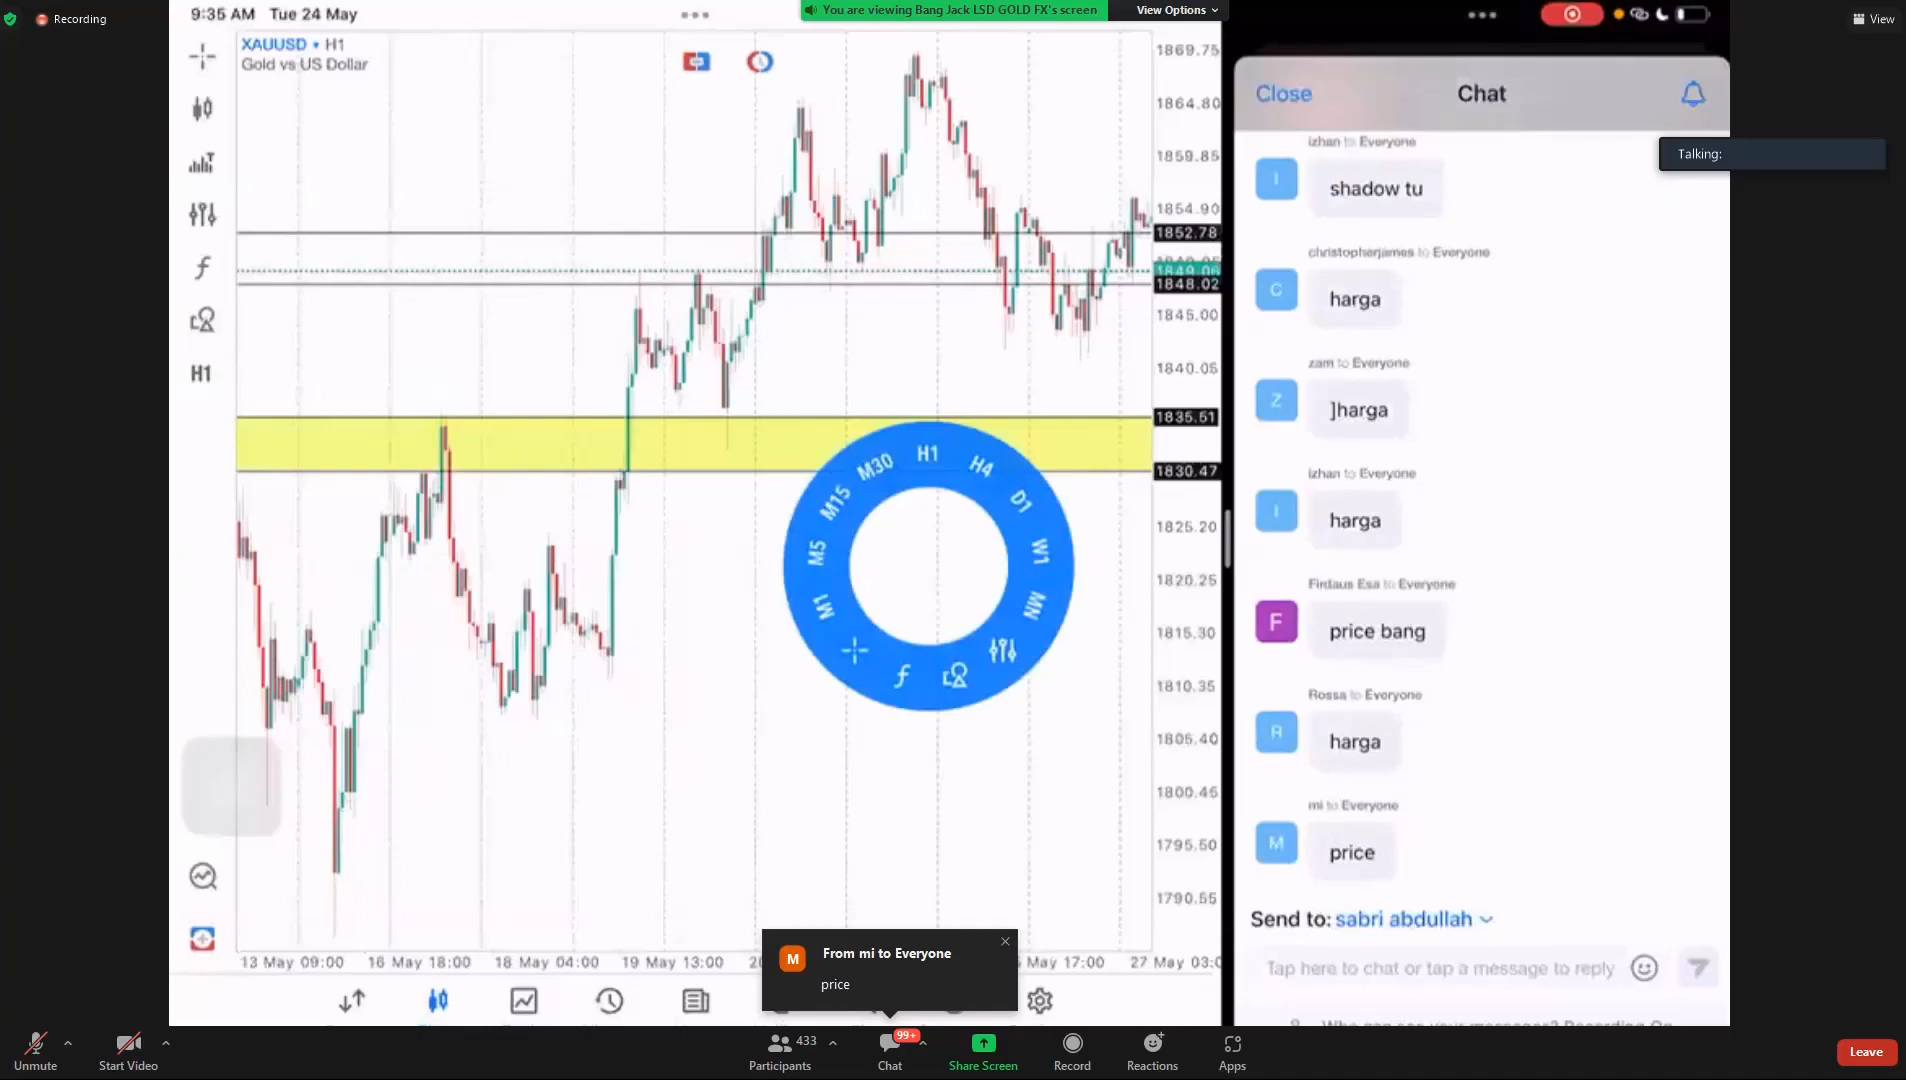 Recording
9:35 AM Tue 24 May
You are viewing Bang Jack LSD GOLD FX's screen
View Options
View
XAUUSD • H1
Gold vs US Dollar
H1
1869.75
1864.80
1859.85
1854.90
1852.78
1848.02
1845.00
1840.05
1835.51
1830.47
1825.20
1820.25
1815.30
1810.35
1805.40
1800.45
1795.50
1790.55
M1
M5
M15
M30
H1
H4
D1
W1
MN
13 May 09:00
16 May 18:00
18 May 04:00
19 May 13:00
May 17:00
27 May 03:0
Close
Chat
Talking:
izhan to Everyone
I
shadow tu
christopherjames to Everyone
C
harga
zam to Everyone
Z
]harga
izhan to Everyone
I
harga
Firdaus Esa to Everyone
F
price bang
Rossa to Everyone
R
harga
mi to Everyone
M
price
Send to: sabri abdullah
Tap here to chat or tap a message to reply
Who can see your messages? Recording On
M
From mi to Everyone
price
Unmute
Start Video
433
Participants
99+
Chat
Share Screen
Record
Reactions
Apps
Leave